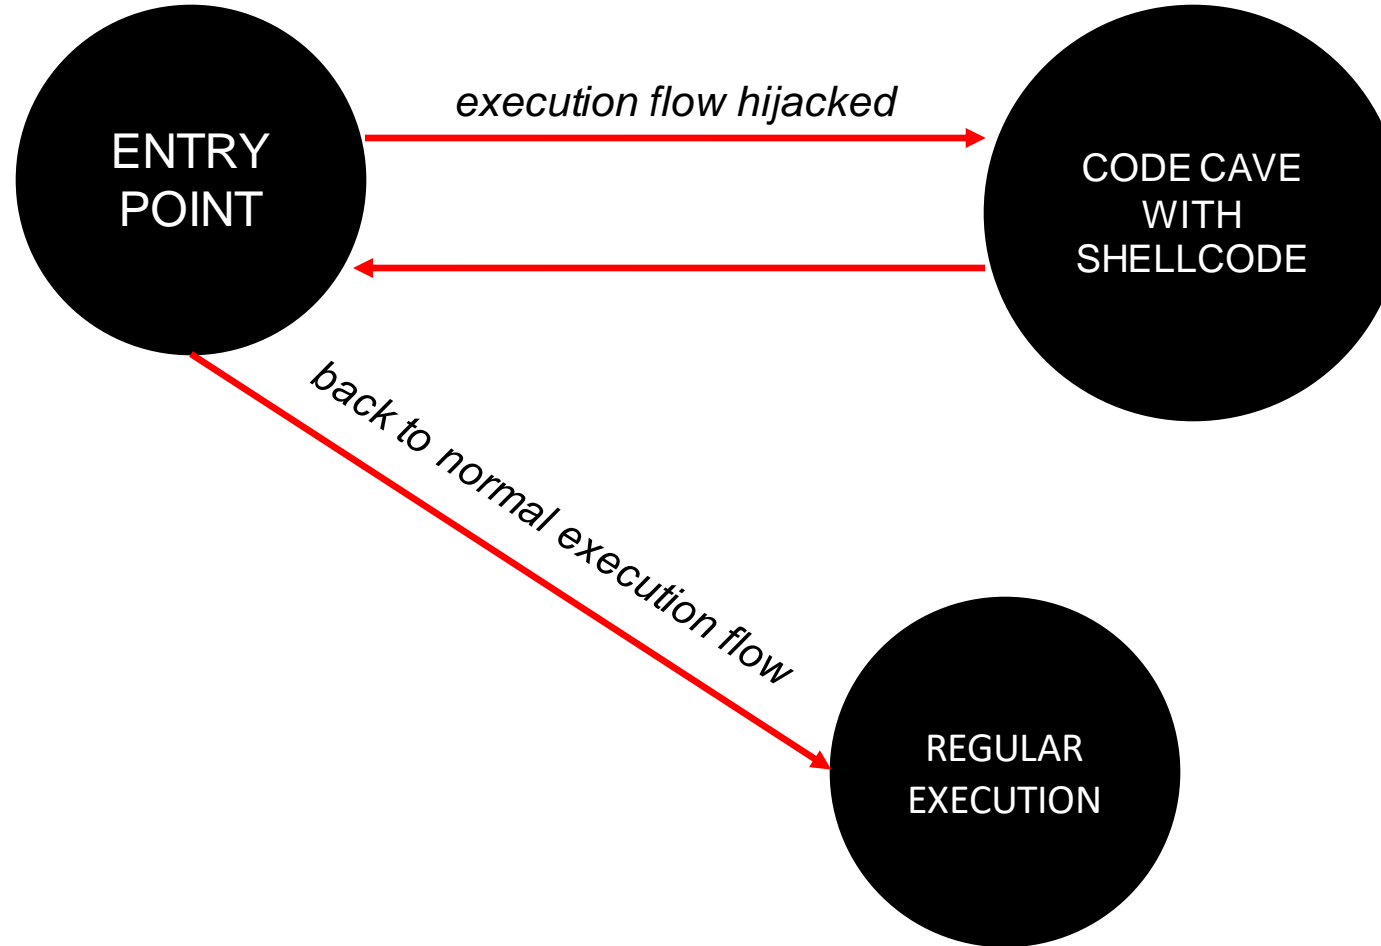 ENTRY
POINT
execution flow hijacked
CODE CAVE
WITH
SHELLCODE
back to normal execution flow
REGULAR
EXECUTION